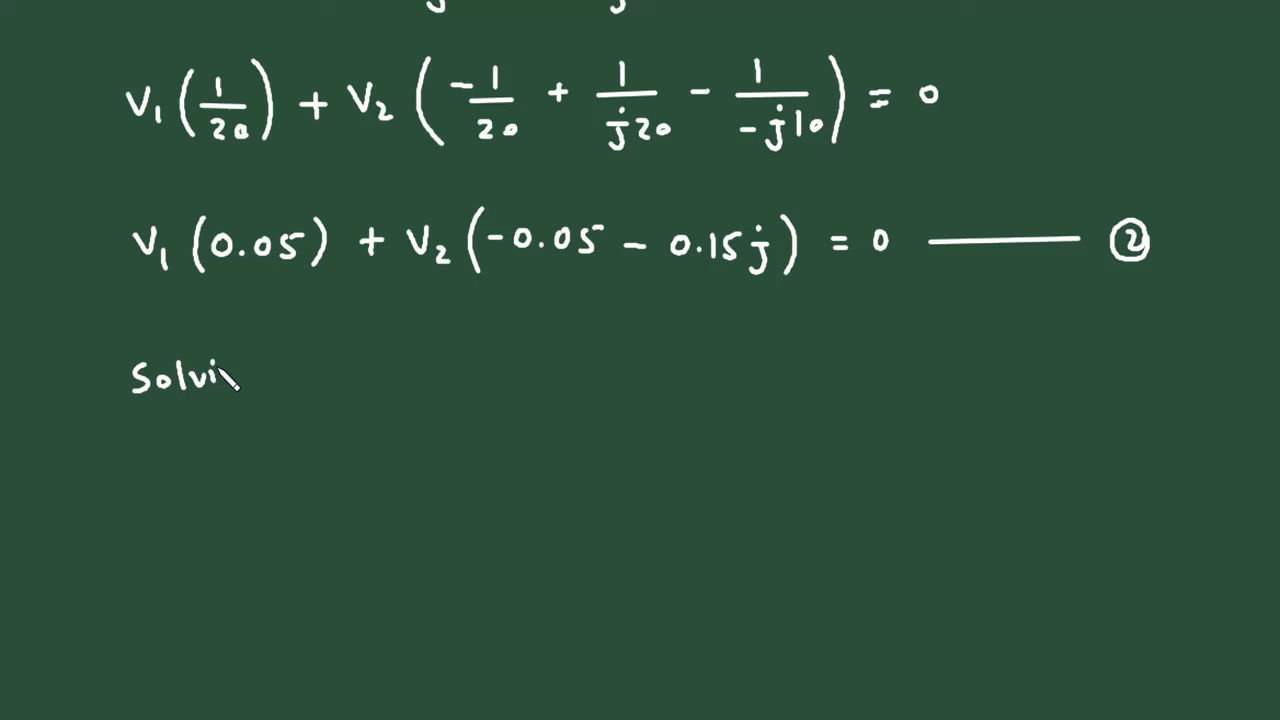 V₁ (1/20) + V₂ (-1/20 + 1/j20 - 1/-j10) = 0
V₁ (0.05) + V₂ (-0.05 - 0.15j) = 0 ——— ②
Solvi